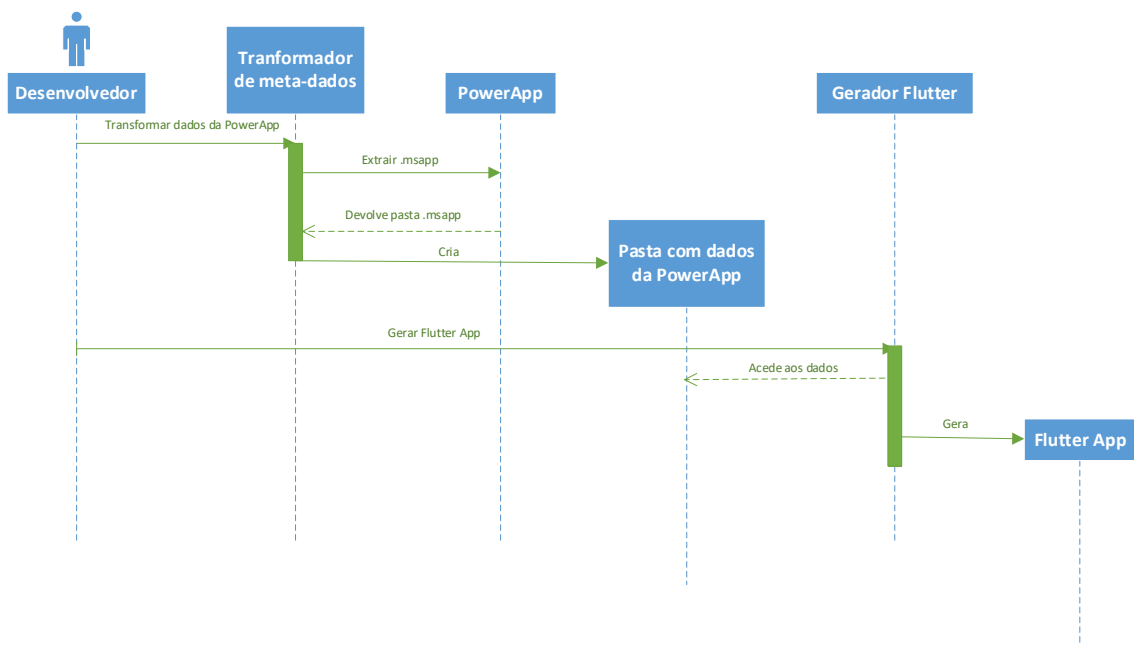 Tranformador
de meta-dados
Desenvolvedor
PowerApp
Gerador Flutter
Transformar dados da PowerApp
Extrair .msapp
Devolve pasta .msapp
Cria
Pasta com dados
da PowerApp
Gerar Flutter App
Acede aos dados
Gera
Flutter App